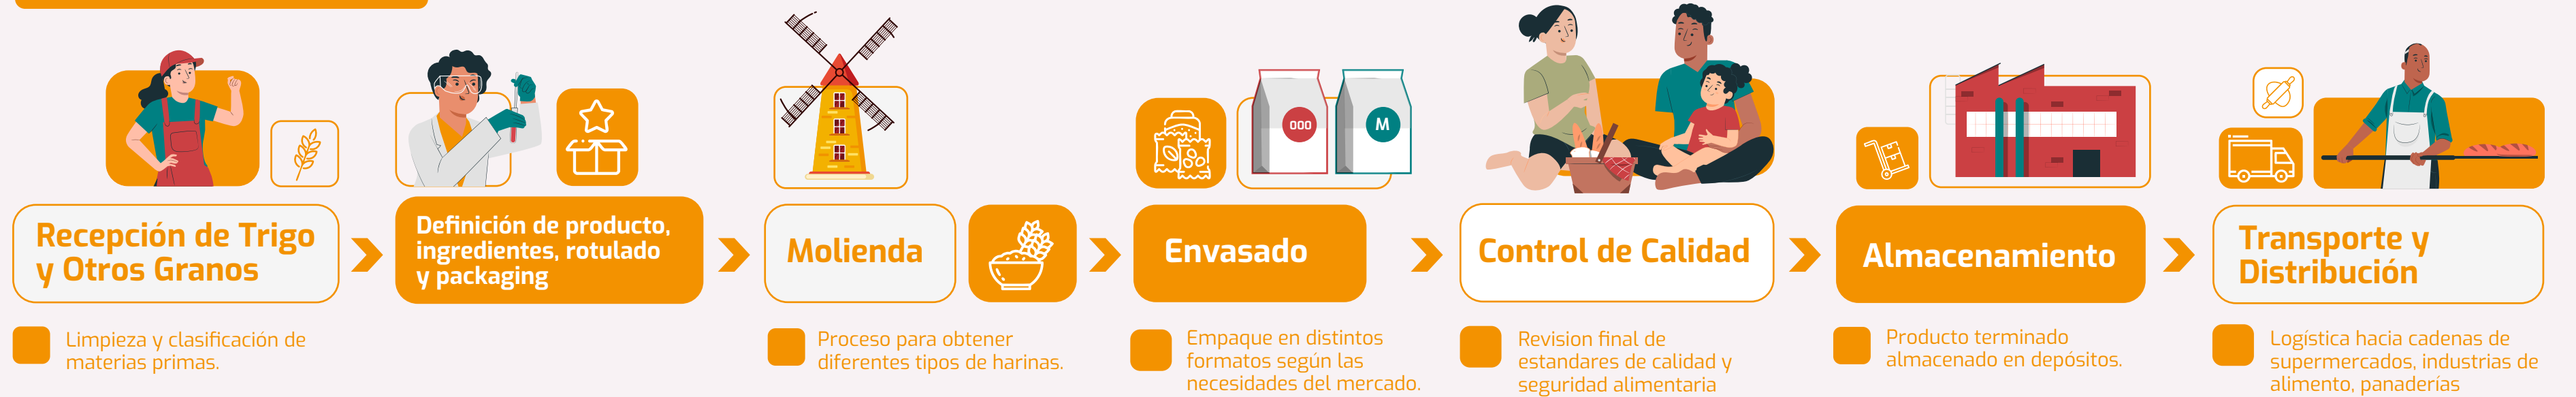 000
M
Recepción de Trigo
y Otros Granos
Definición de producto,
ingredientes, rotulado
y packaging
Molienda
Envasado
Control de Calidad
Almacenamiento
Transporte y
Distribución
Limpieza y clasificación de
materias primas.
Proceso para obtener
diferentes tipos de harinas.
Empaque en distintos
formatos según las
necesidades del mercado.
Revision final de
estandares de calidad y
seguridad alimentaria
Producto terminado
almacenado en depósitos.
Logística hacia cadenas de
supermercados, industrias de
alimento, panaderías